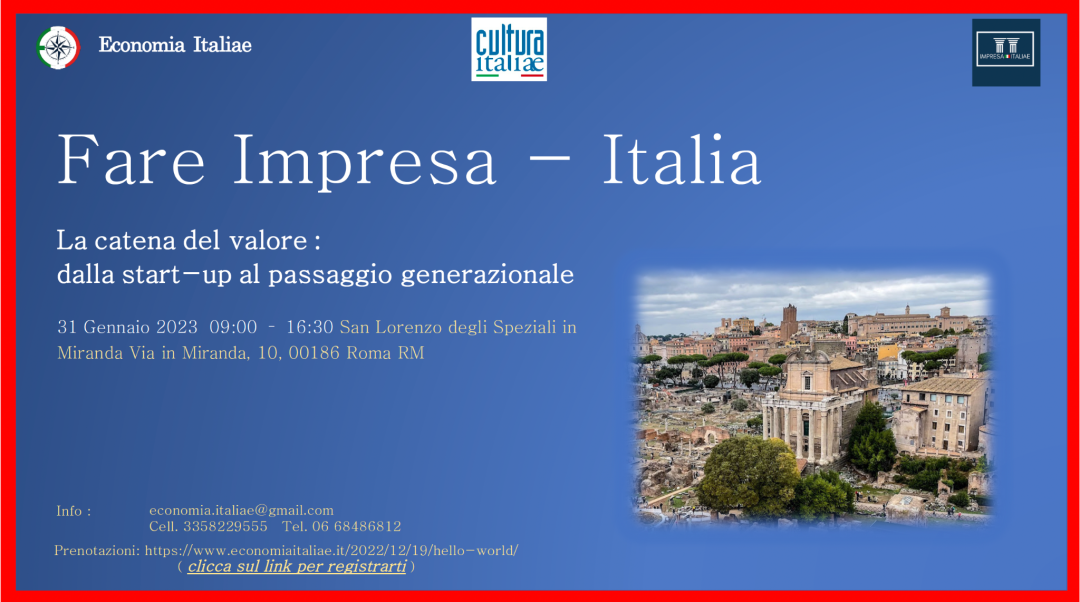 Economia Italiae
cultura
italiae
IMPRESA ITALIAE
Fare Impresa - Italia
La catena del valore :
dalla start-up al passaggio generazionale
31 Gennaio 2023 09:00 - 16:30 San Lorenzo degli Speziali in
Miranda Via in Miranda, 10, 00186 Roma RM
Info : economia.italiae@gmail.com
Cell. 3358229555 Tel. 06 68486812
Prenotazioni: https://www.economiaitaliae.it/2022/12/19/hello-world/
( clicca sul link per registrarti )